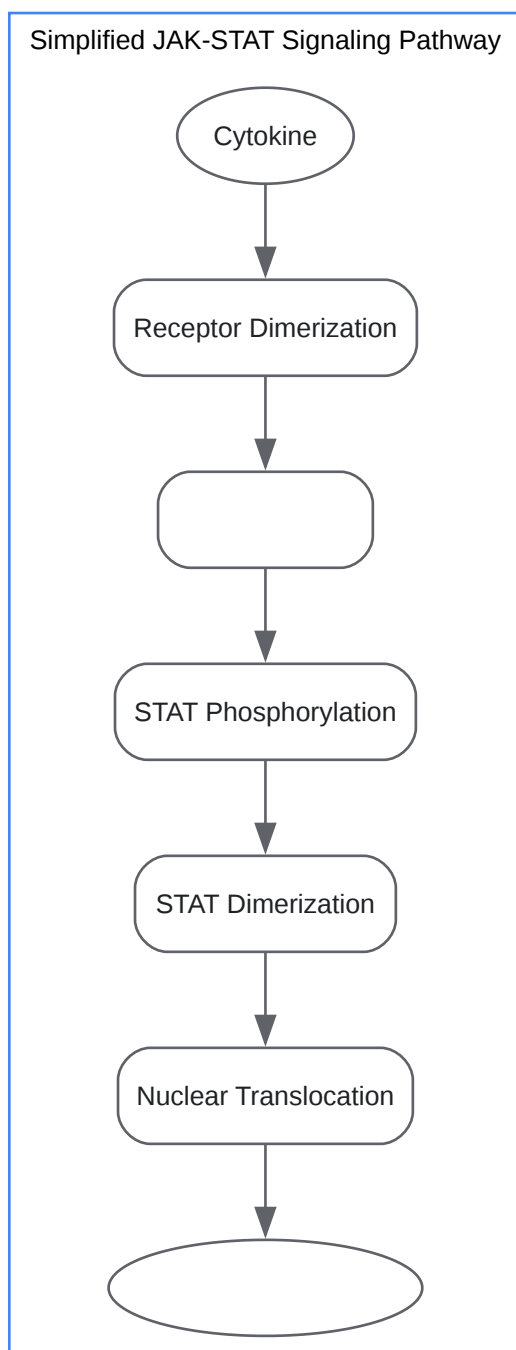 Simplified JAK-STAT Signaling Pathway
Cytokine
Receptor Dimerization
STAT Phosphorylation
STAT Dimerization
Nuclear Translocation